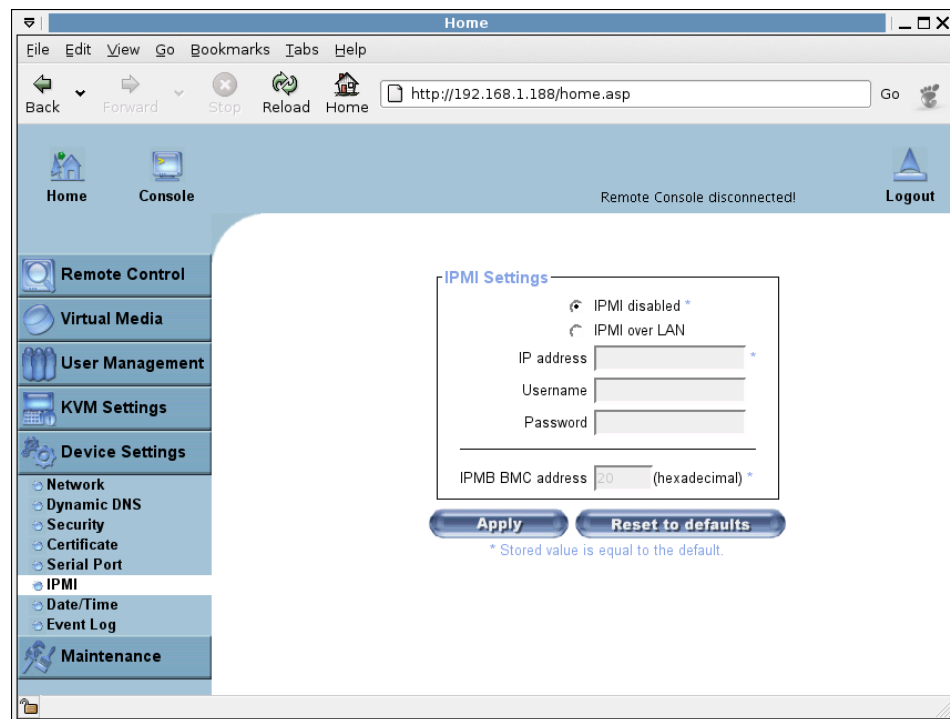 Home
File Edit View Go Bookmarks Tabs Help
Back Forward Stop Reload Home http://192.168.1.188/home.asp Go
Home Console Remote Console disconnected! Logout
Remote Control
Virtual Media
User Management
KVM Settings
Device Settings
Network
Dynamic DNS
Security
Certificate
Serial Port
IPMI
Date/Time
Event Log
Maintenance
IPMI Settings
IPMI disabled *
IPMI over LAN
IP address *
Username
Password
IPMB BMC address 20 (hexadecimal) *
Apply Reset to defaults
* Stored value is equal to the default.